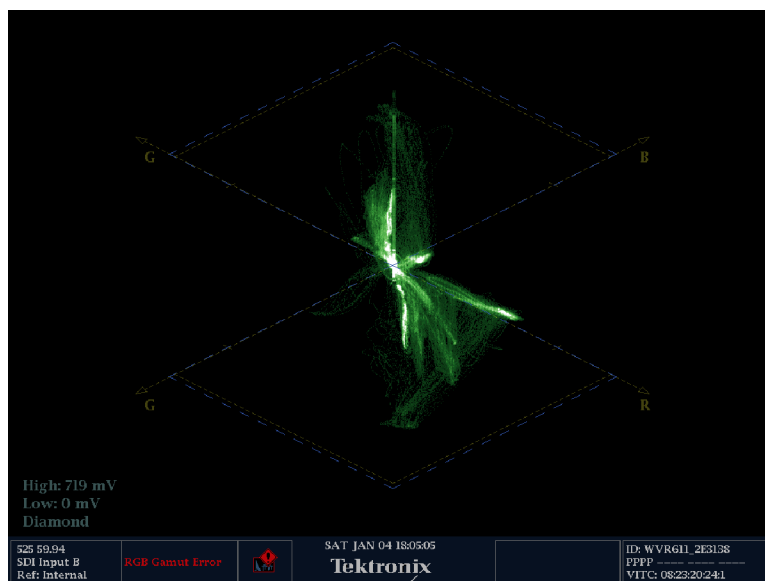 G
B
G
R
High: 719 mV
Low: 0 mV
Diamond
525 59.94
SDI Input B
Ref: Internal
RGB Gamut Error
SAT JAN 04 18:05:05
Tektronix
ID: WVR611_2E3138
PPPP ---- ---- ---- ----
VITC: 08:23:20:24:1